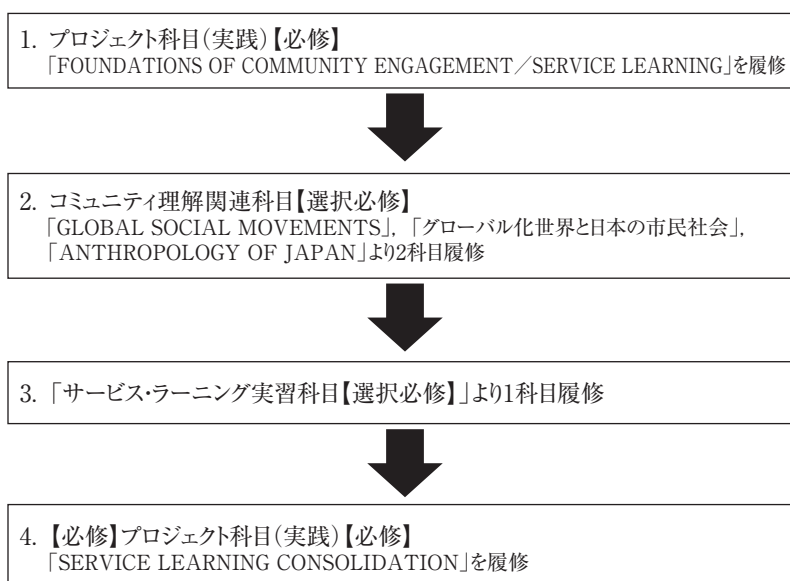 1. プロジェクト科目(実践)【必修】
「FOUNDATIONS OF COMMUNITY ENGAGEMENT/SERVICE LEARNING」を履修
2. コミュニティ理解関連科目【選択必修】
「GLOBAL SOCIAL MOVEMENTS」, 「グローバル化世界と日本の市民社会」,
「ANTHROPOLOGY OF JAPAN」より2科目履修
3. 「サービス・ラーニング実習科目【選択必修】」より1科目履修
4. 【必修】プロジェクト科目(実践)【必修】
「SERVICE LEARNING CONSOLIDATION」を履修